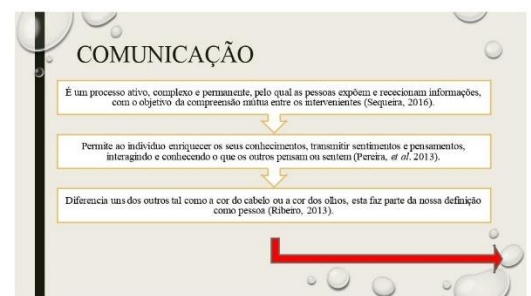 COMUNICAÇÃO
É um processo ativo, complexo e permanente, pelo qual as pessoas expõem e rececionam informações,
com o objetivo da compreensão mútua entre os intervenientes (Sequeira, 2016).
Permite ao individuo enriquecer os seus conhecimentos, transmitir sentimentos e pensamentos,
interagindo e conhecendo o que os outros pensam ou sentem (Pereira, et al. 2013).
Diferencia uns dos outros tal como a cor do cabelo ou a cor dos olhos, esta faz parte da nossa definição
como pessoa (Ribeiro, 2013).